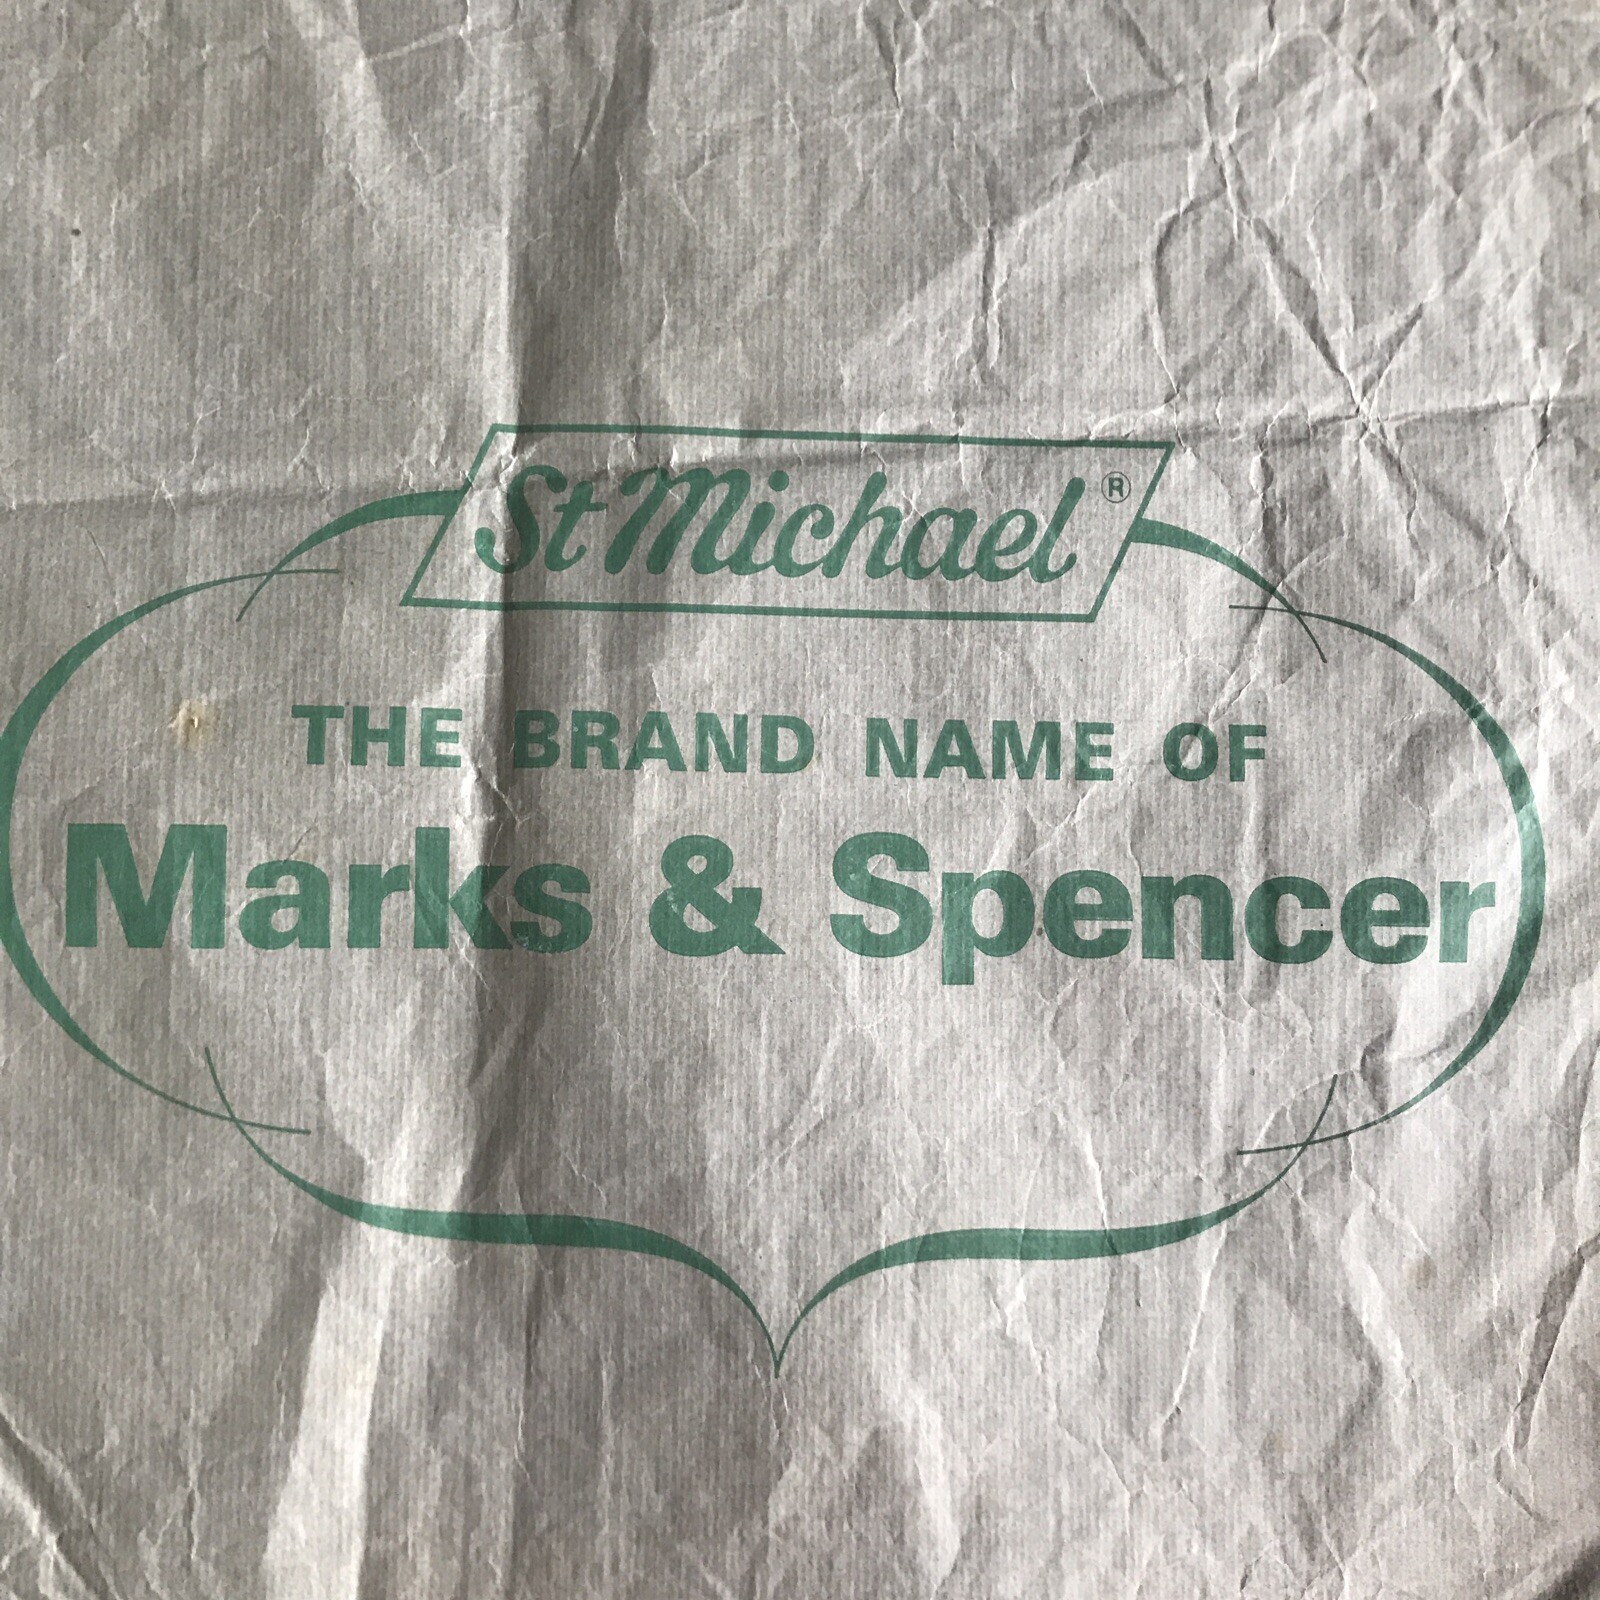 St Michael®
THE BRAND NAME OF
Marks & Spencer